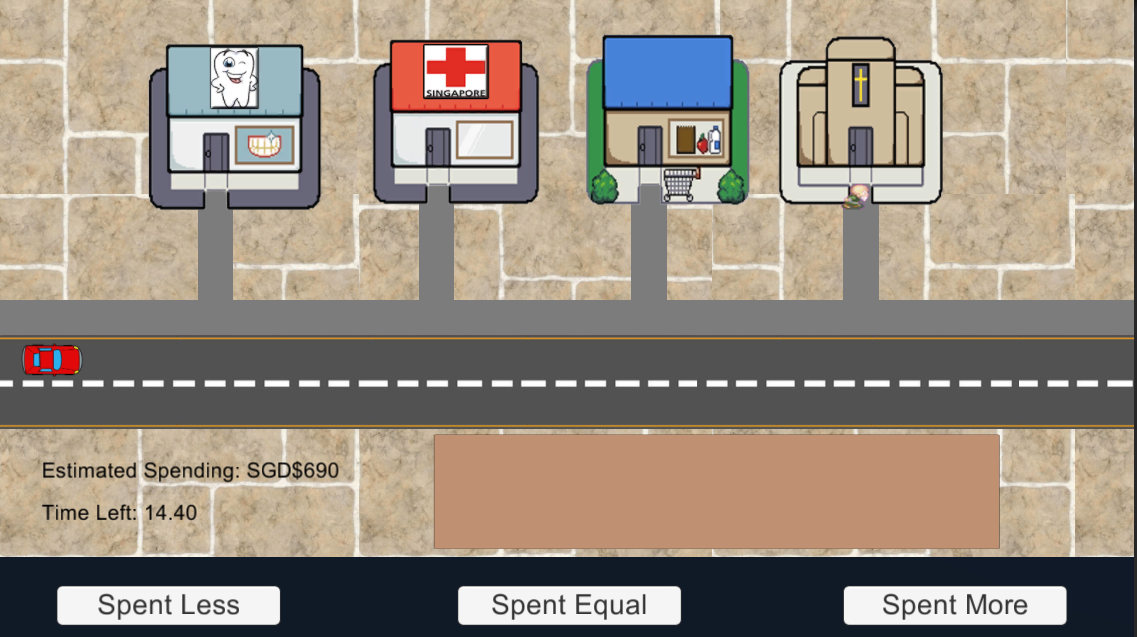 SINGAPORE
Estimated Spending: SGD$690
Time Left: 14.40
Spent Less
Spent Equal
Spent More